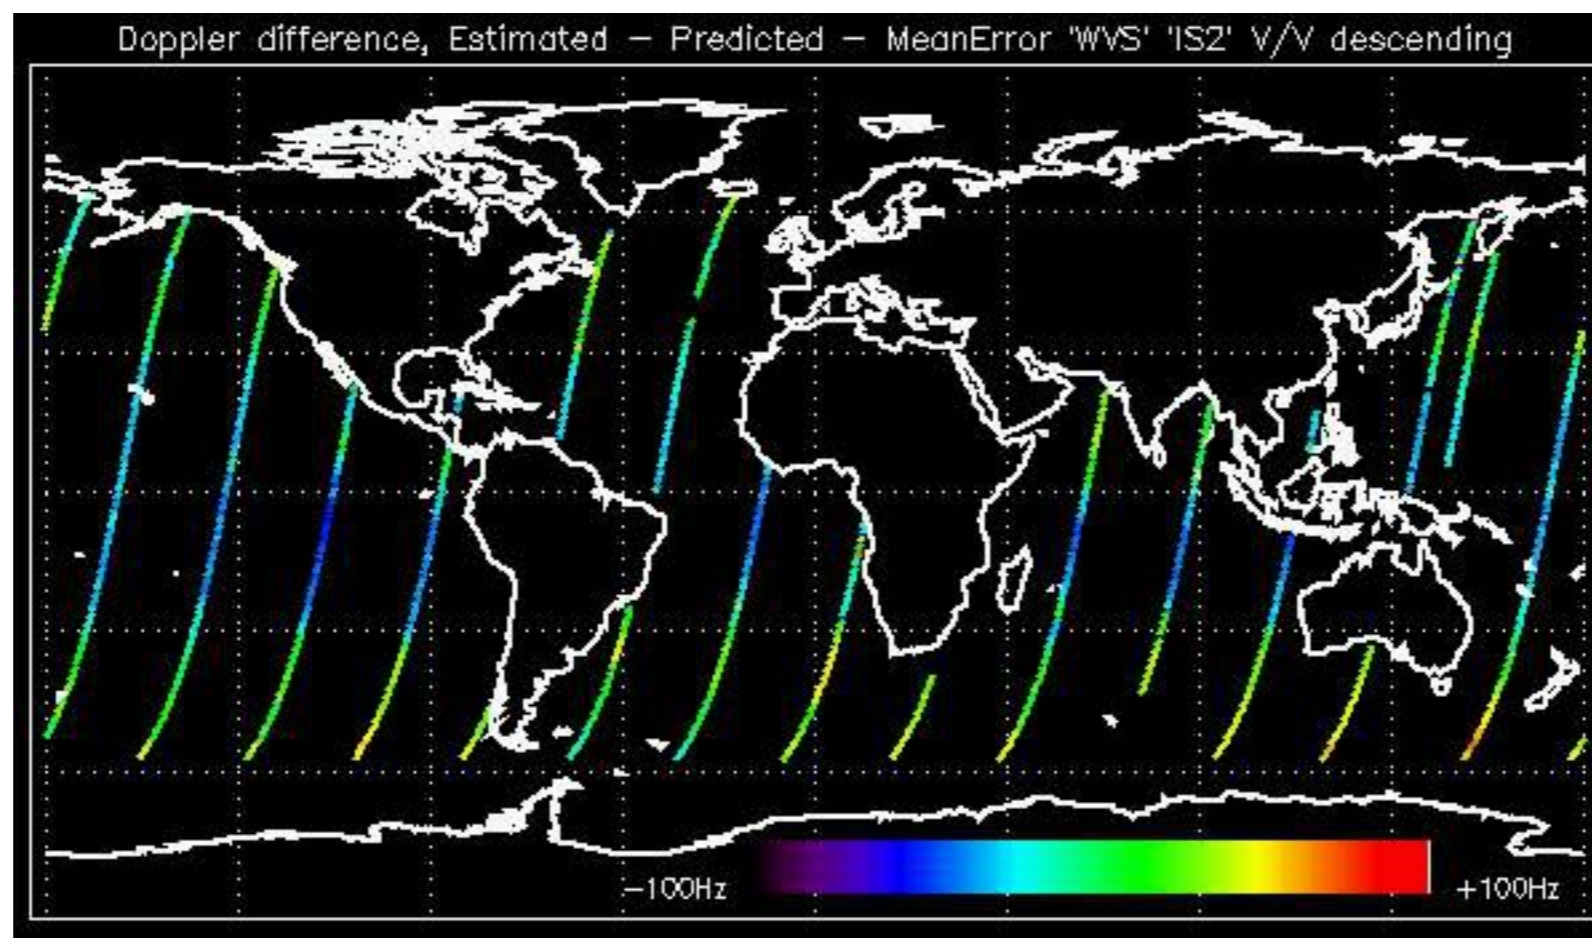 Doppler difference, Estimated – Predicted – MeanError 'WVS' 'IS2' V/V descending
–100Hz +100Hz